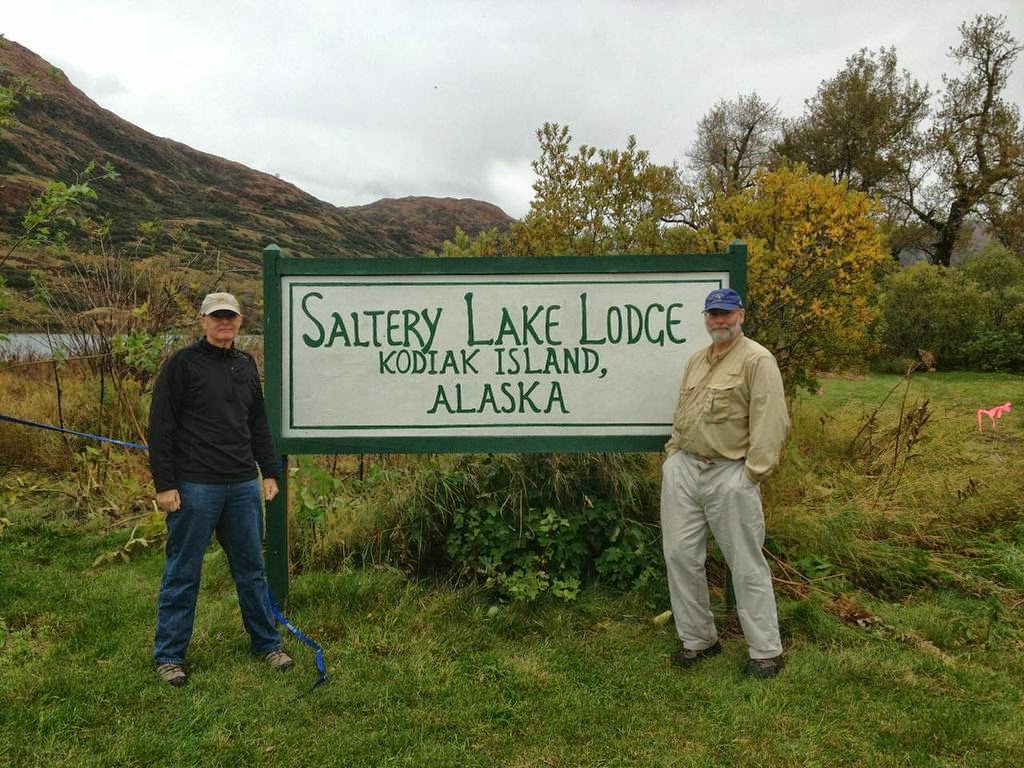 Saltery Lake Lodge
Kodiak Island,
Alaska